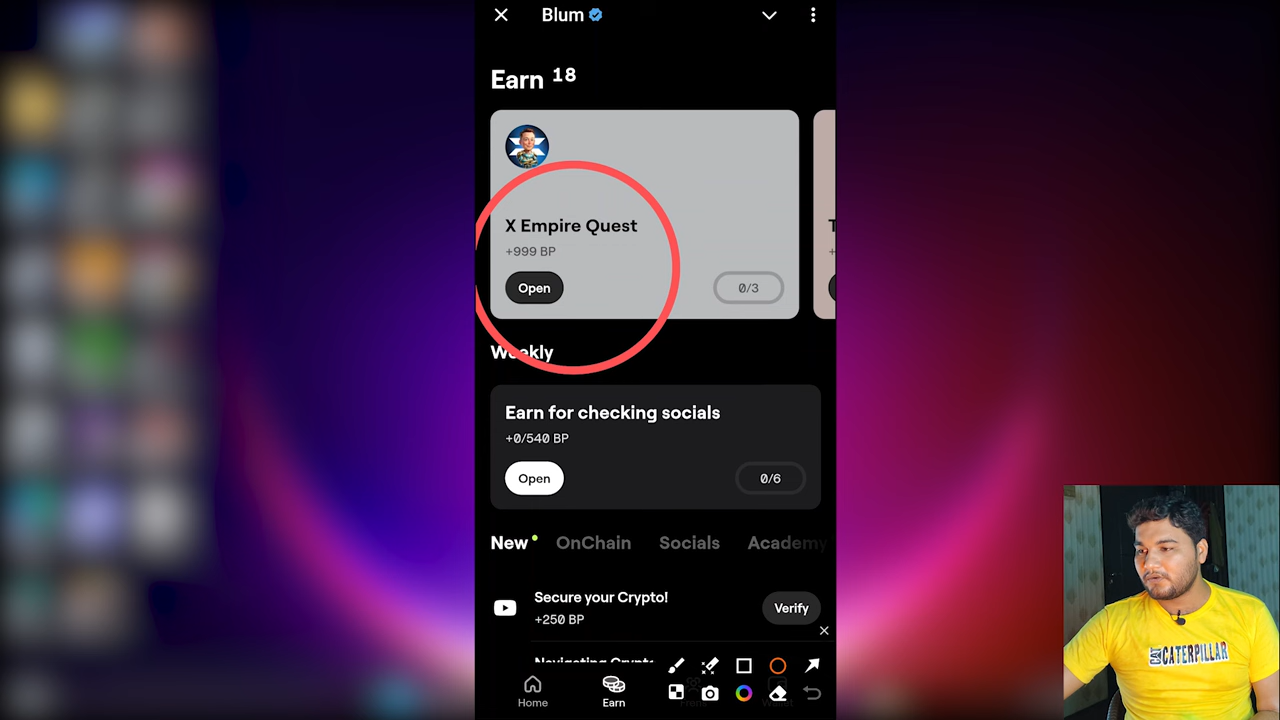 Blum
Earn 18
X Empire Quest
+999 BP
Open
0/3
Weekly
Earn for checking socials
+0/540 BP
Open
0/6
New OnChain Socials Academy
Secure your Crypto!
+250 BP
Verify
Home
Earn
CAT CATERPILLAR